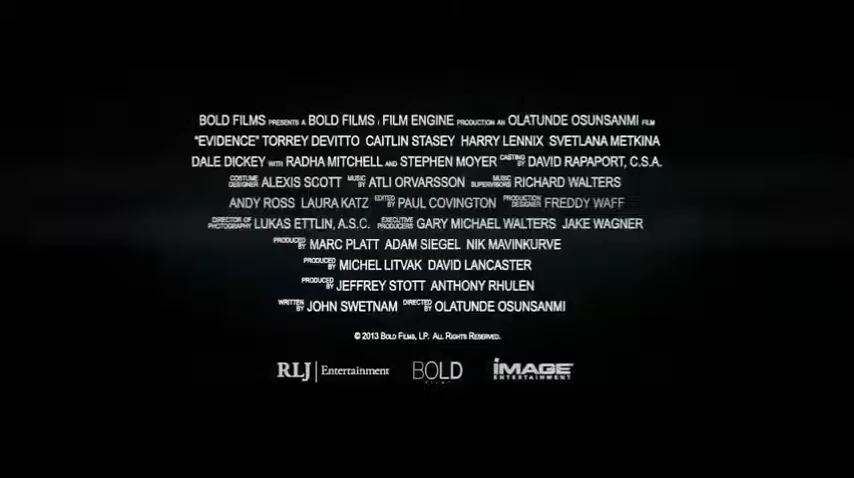 BOLD FILMS PRESENTS A BOLD FILMS / FILM ENGINE PRODUCTION AN OLATUNDE OSUNSANMI FILM
"EVIDENCE" TORREY DEVITTO CAITLIN STASEY HARRY LENNIX SVETLANA METKINA
DALE DICKEY WITH RADHA MITCHELL AND STEPHEN MOYER CASTING BY DAVID RAPAPORT, C.S.A.
COSTUME DESIGNER ALEXIS SCOTT MUSIC BY ATLI ORVARSSON MUSIC SUPERVISORS RICHARD WALTERS
ANDY ROSS LAURA KATZ EDITED BY PAUL COVINGTON PRODUCTION DESIGNER FREDDY WAFF
DIRECTOR OF PHOTOGRAPHY LUKAS ETTLIN, A.S.C. EXECUTIVE PRODUCERS GARY MICHAEL WALTERS JAKE WAGNER
PRODUCED BY MARC PLATT ADAM SIEGEL NIK MAVINKURVE
PRODUCED BY MICHEL LITVAK DAVID LANCASTER
PRODUCED BY JEFFREY STOTT ANTHONY RHULEN
WRITTEN BY JOHN SWETNAM DIRECTED BY OLATUNDE OSUNSANMI
© 2013 BOLD FILMS, LP. ALL RIGHTS RESERVED.
RLJ Entertainment BOLD FILMS iMAGE ENTERTAINMENT